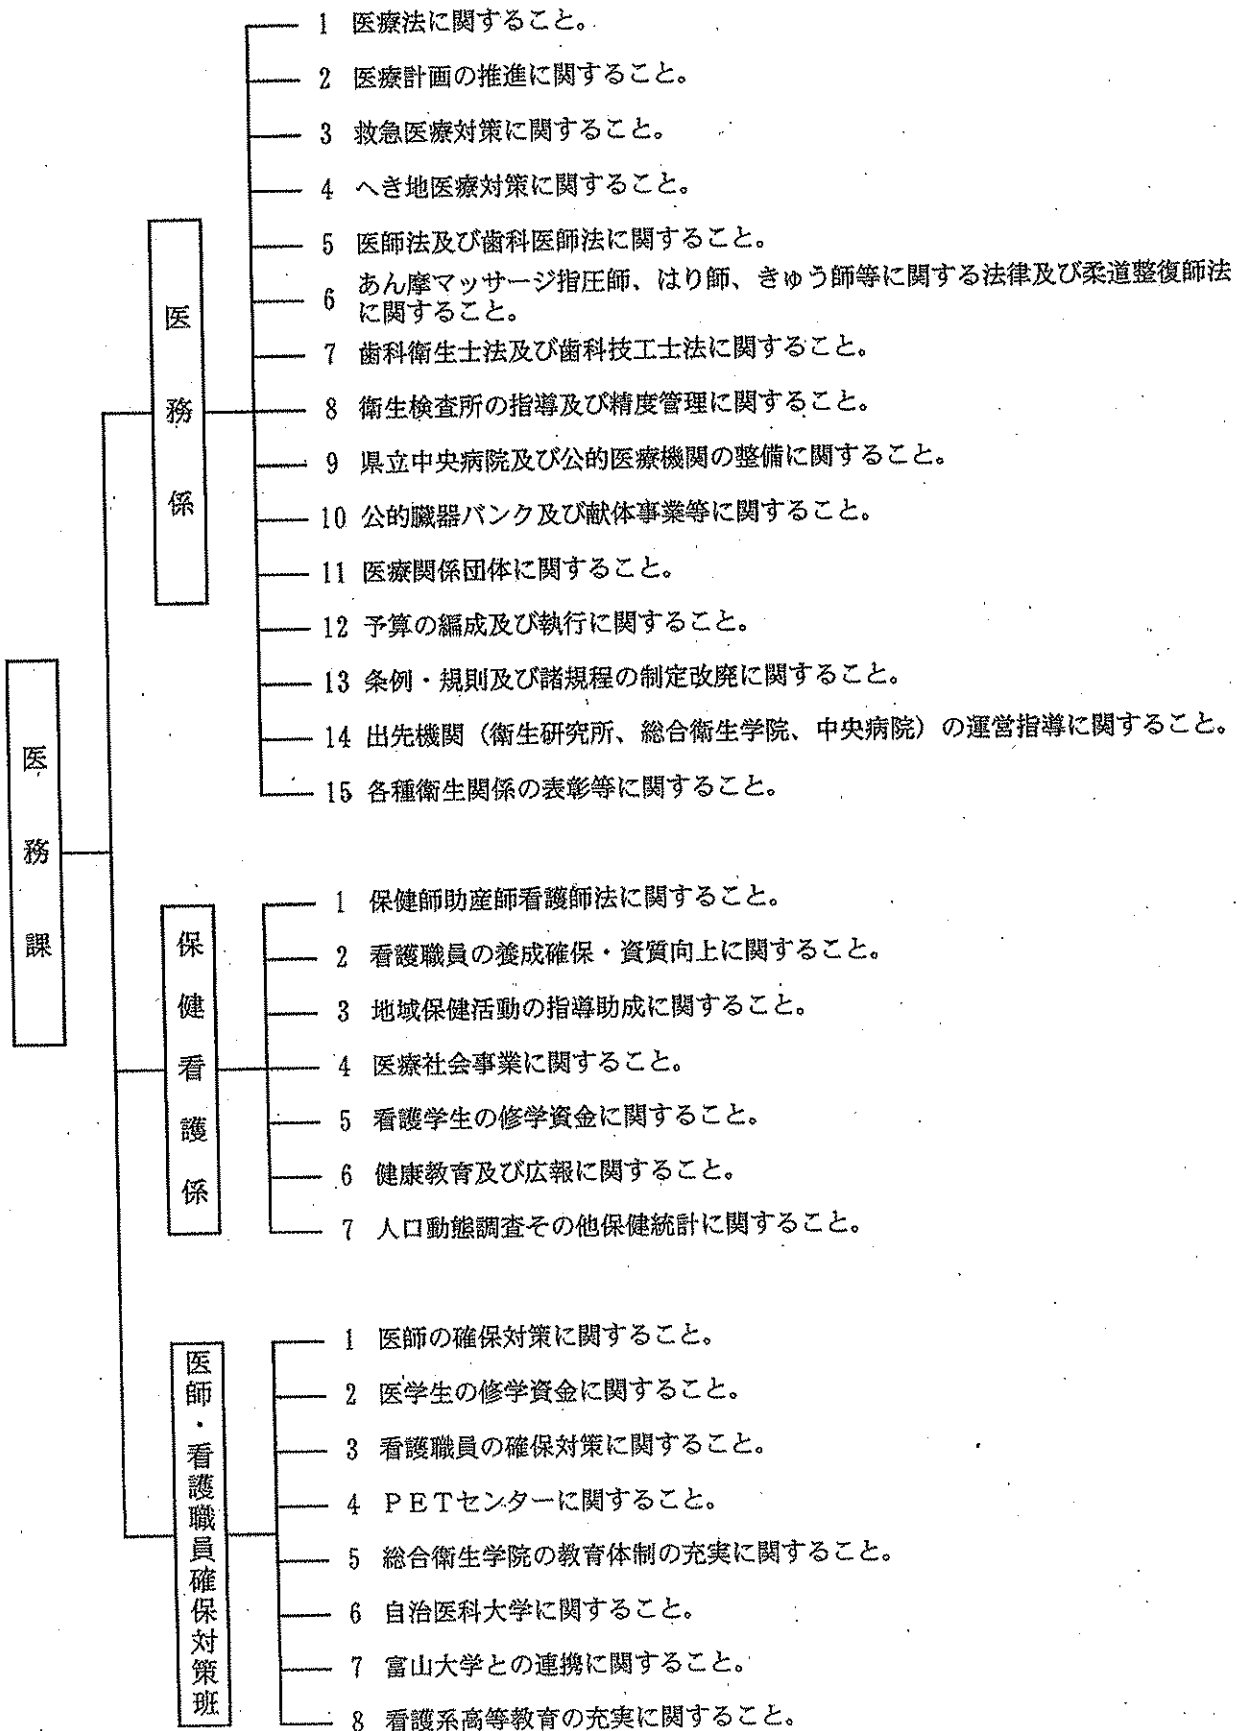 医務課
医務係
1 医療法に関すること。
2 医療計画の推進に関すること。
3 救急医療対策に関すること。
4 へき地医療対策に関すること。
5 医師法及び歯科医師法に関すること。
6 あん摩マッサージ指圧師、はり師、きゅう師等に関する法律及び柔道整復師法
に関すること。
7 歯科衛生士法及び歯科技工士法に関すること。
8 衛生検査所の指導及び精度管理に関すること。
9 県立中央病院及び公的医療機関の整備に関すること。
10 公的臓器バンク及び献体事業等に関すること。
11 医療関係団体に関すること。
12 予算の編成及び執行に関すること。
13 条例・規則及び諸規程の制定改廃に関すること。
14 出先機関(衛生研究所、総合衛生学院、中央病院)の運営指導に関すること。
15 各種衛生関係の表彰等に関すること。
保健看護係
1 保健師助産師看護師法に関すること。
2 看護職員の養成確保・資質向上に関すること。
3 地域保健活動の指導助成に関すること。
4 医療社会事業に関すること。
5 看護学生の修学資金に関すること。
6 健康教育及び広報に関すること。
7 人口動態調査その他保健統計に関すること。
医師・看護職員確保対策班
1 医師の確保対策に関すること。
2 医学生の修学資金に関すること。
3 看護職員の確保対策に関すること。
4 PETセンターに関すること。
5 総合衛生学院の教育体制の充実に関すること。
6 自治医科大学に関すること。
7 富山大学との連携に関すること。
8 看護系高等教育の充実に関すること。